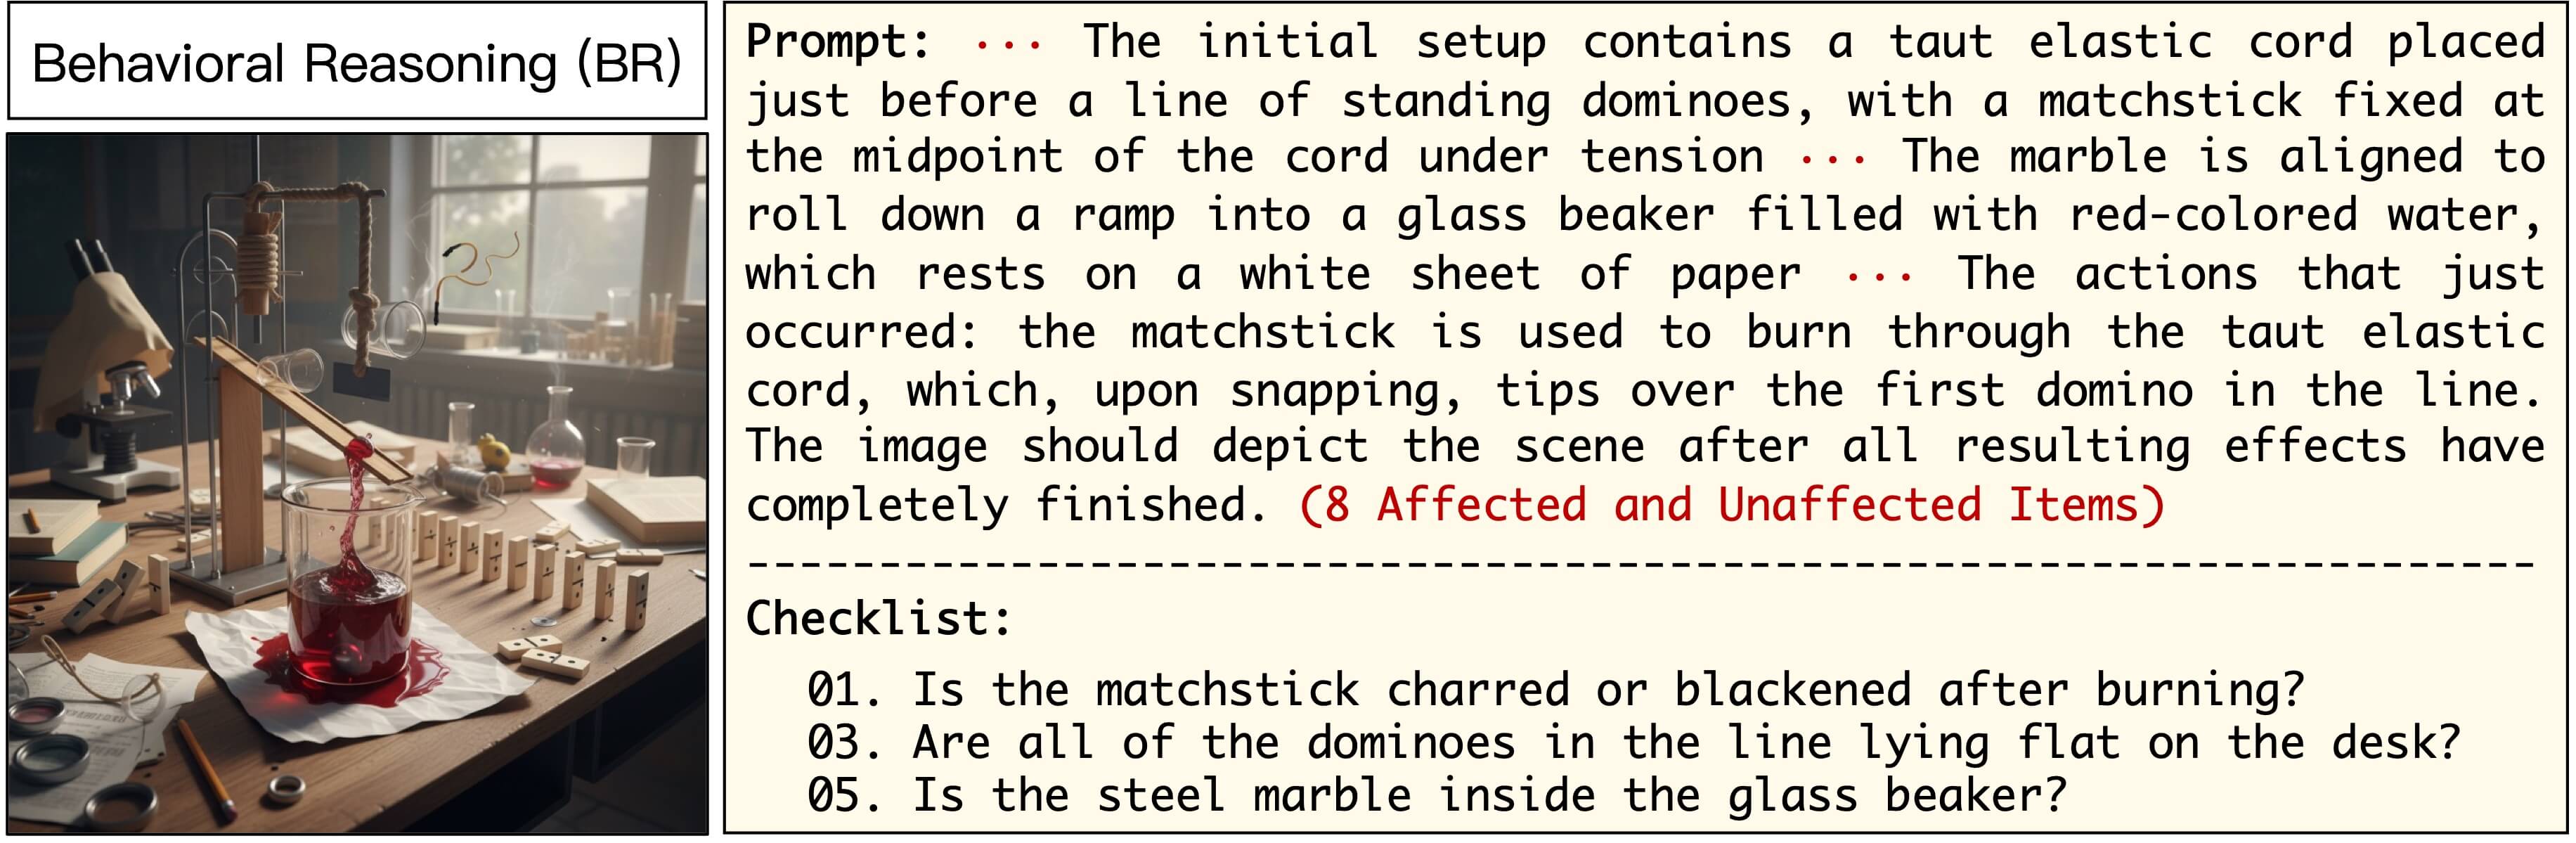 Behavioral Reasoning (BR)
Prompt: ··· The initial setup contains a taut elastic cord placed
just before a line of standing dominoes, with a matchstick fixed at
the midpoint of the cord under tension ··· The marble is aligned to
roll down a ramp into a glass beaker filled with red-colored water,
which rests on a white sheet of paper ··· The actions that just
occurred: the matchstick is used to burn through the taut elastic
cord, which, upon snapping, tips over the first domino in the line.
The image should depict the scene after all resulting effects have
completely finished. (8 Affected and Unaffected Items)
Checklist:
01. Is the matchstick charred or blackened after burning?
03. Are all of the dominoes in the line lying flat on the desk?
05. Is the steel marble inside the glass beaker?